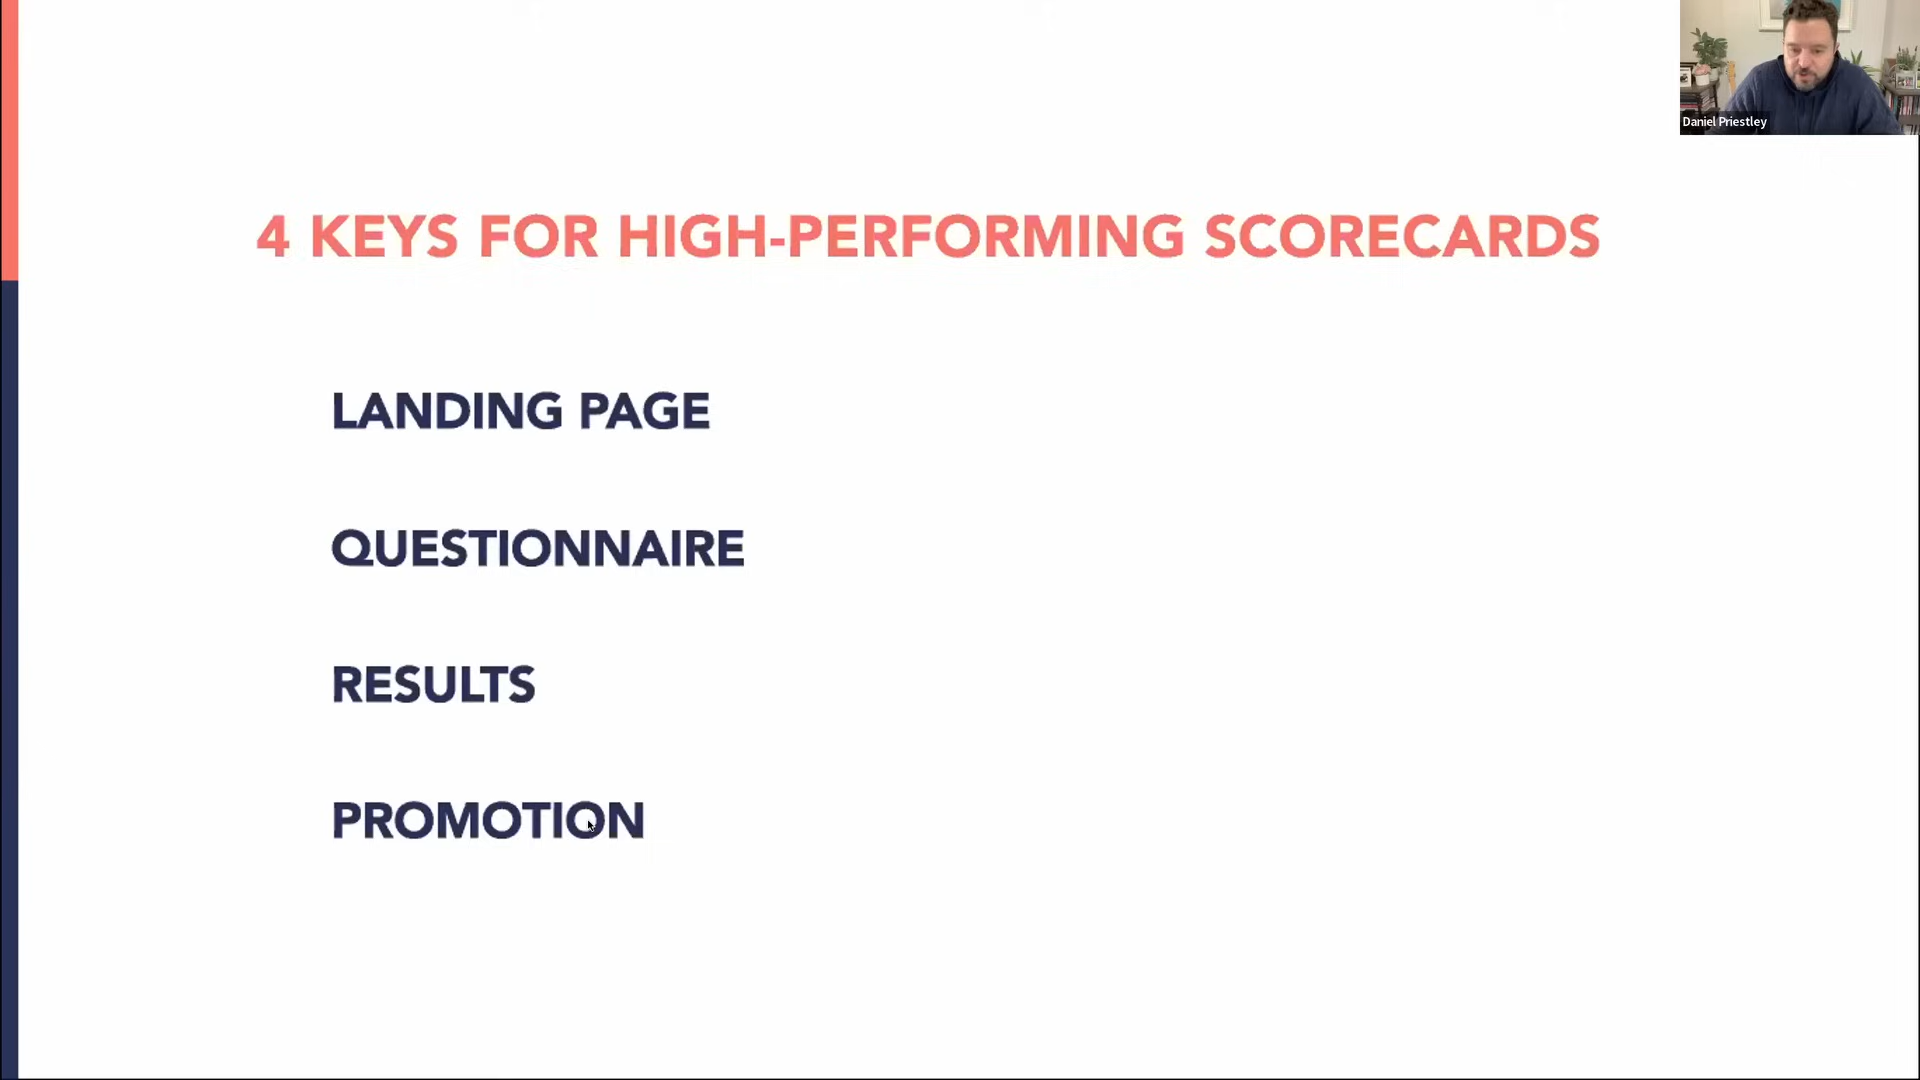 Daniel Priestley
4 KEYS FOR HIGH-PERFORMING SCORECARDS
LANDING PAGE
QUESTIONNAIRE
RESULTS
PROMOTION